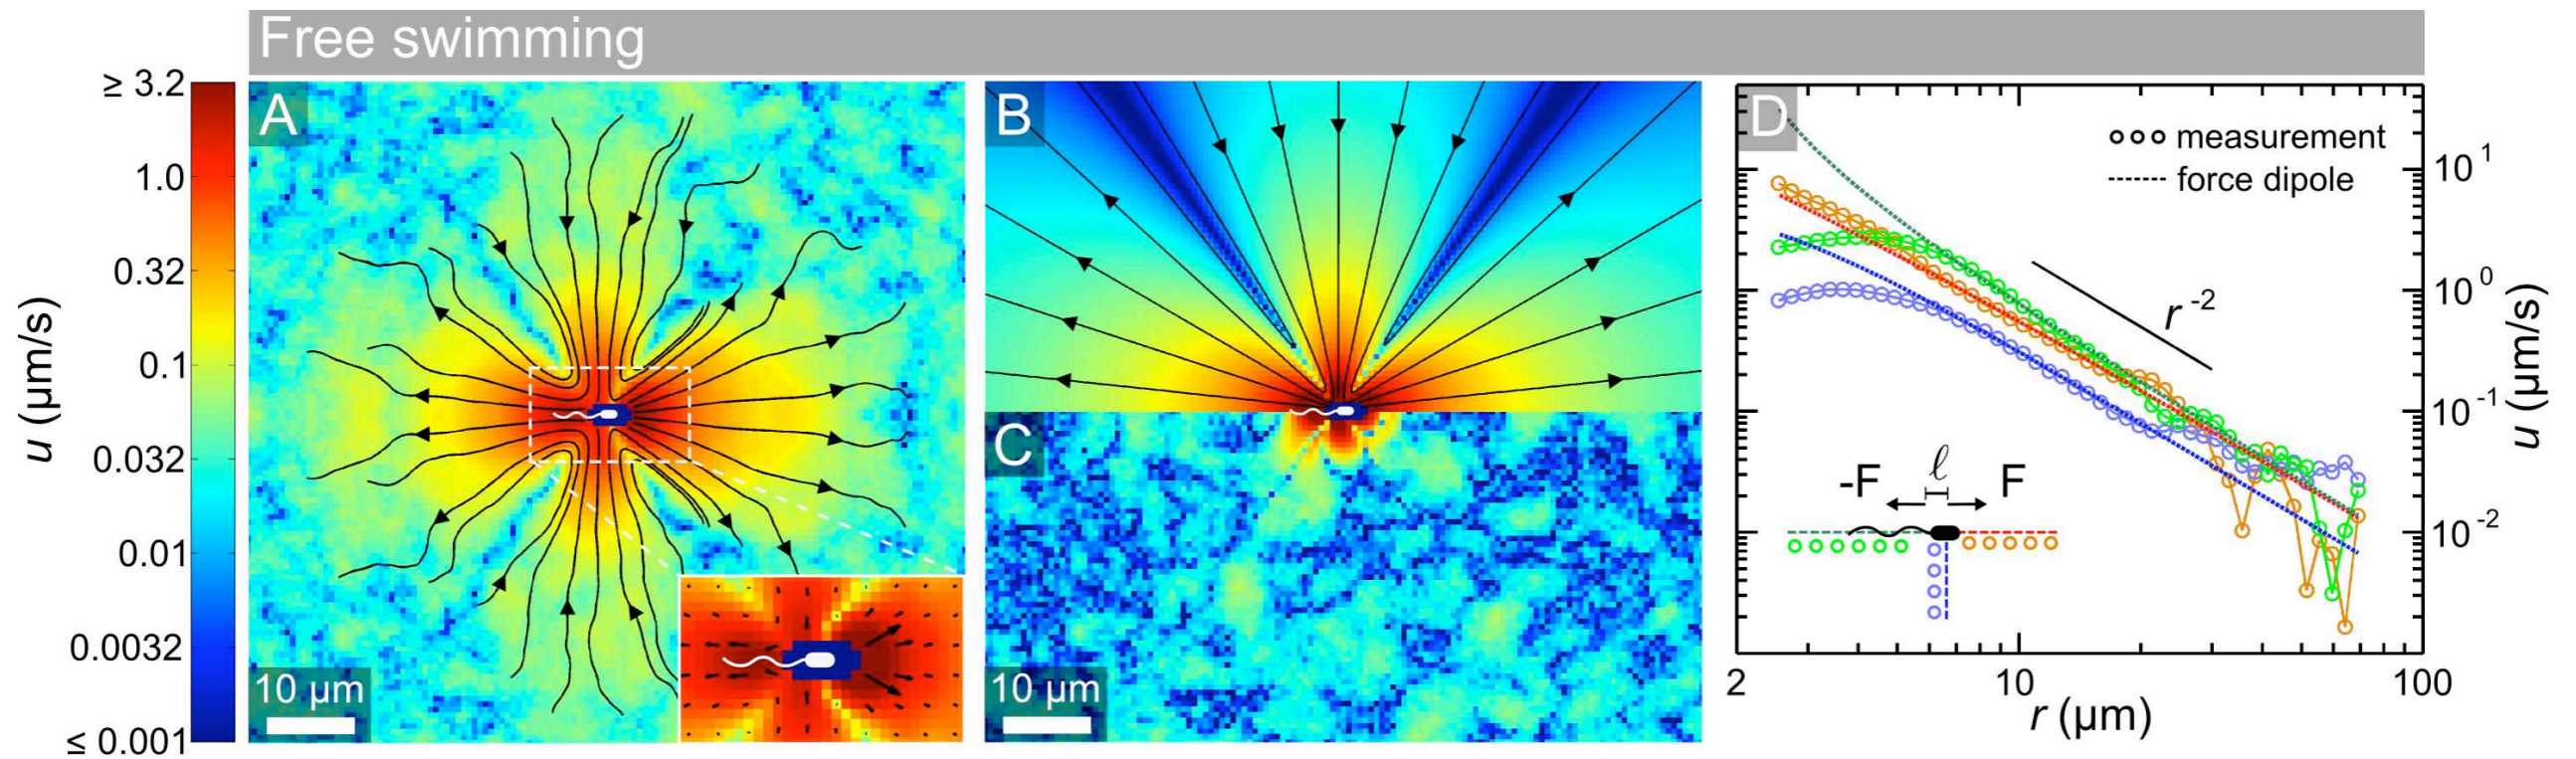 Free swimming
≥ 3.2
1.0
0.32
0.1
0.032
0.01
0.0032
≤ 0.001
u (μm/s)
A
10 μm
B
C
10 μm
D
measurement
force dipole
r -2
-F
ℓ
F
10 1
10 0
10 -1
10 -2
u (μm/s)
2
10
100
r (μm)